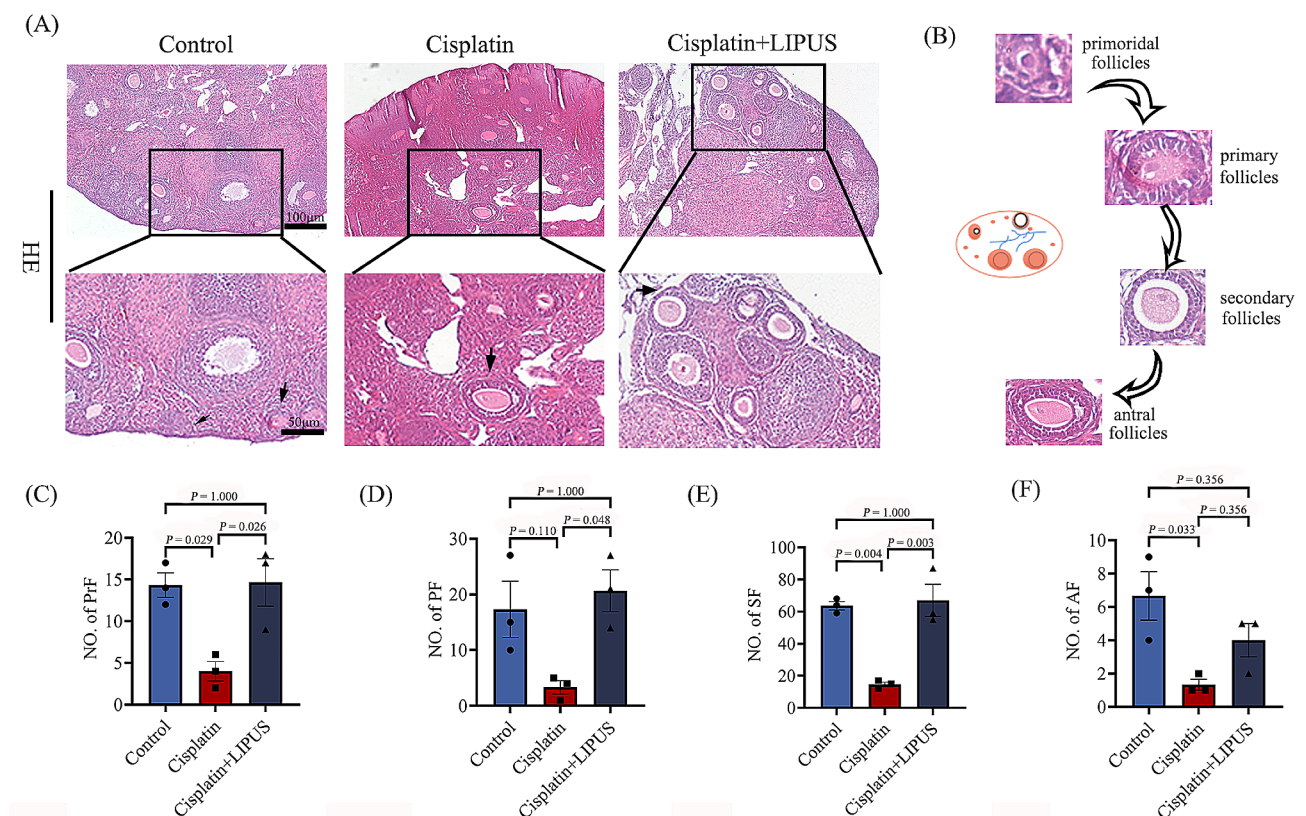 (A)
Control
Cisplatin
Cisplatin+LIPUS
HE
100μm
50μm
(B)
primoridal
follicles
primary
follicles
secondary
follicles
antral
follicles
(C)
P = 1.000
P = 0.029
P = 0.026
NO. of PrF
20
15
10
5
0
Control
Cisplatin
Cisplatin+LIPUS
(D)
P = 1.000
P = 0.110
P = 0.048
NO. of PF
30
20
10
0
Control
Cisplatin
Cisplatin+LIPUS
(E)
P = 1.000
P = 0.004
P = 0.003
NO. of SF
100
80
60
40
20
0
Control
Cisplatin
Cisplatin+LIPUS
(F)
P = 0.356
P = 0.033
P = 0.356
NO. of AF
10
8
6
4
2
0
Control
Cisplatin
Cisplatin+LIPUS